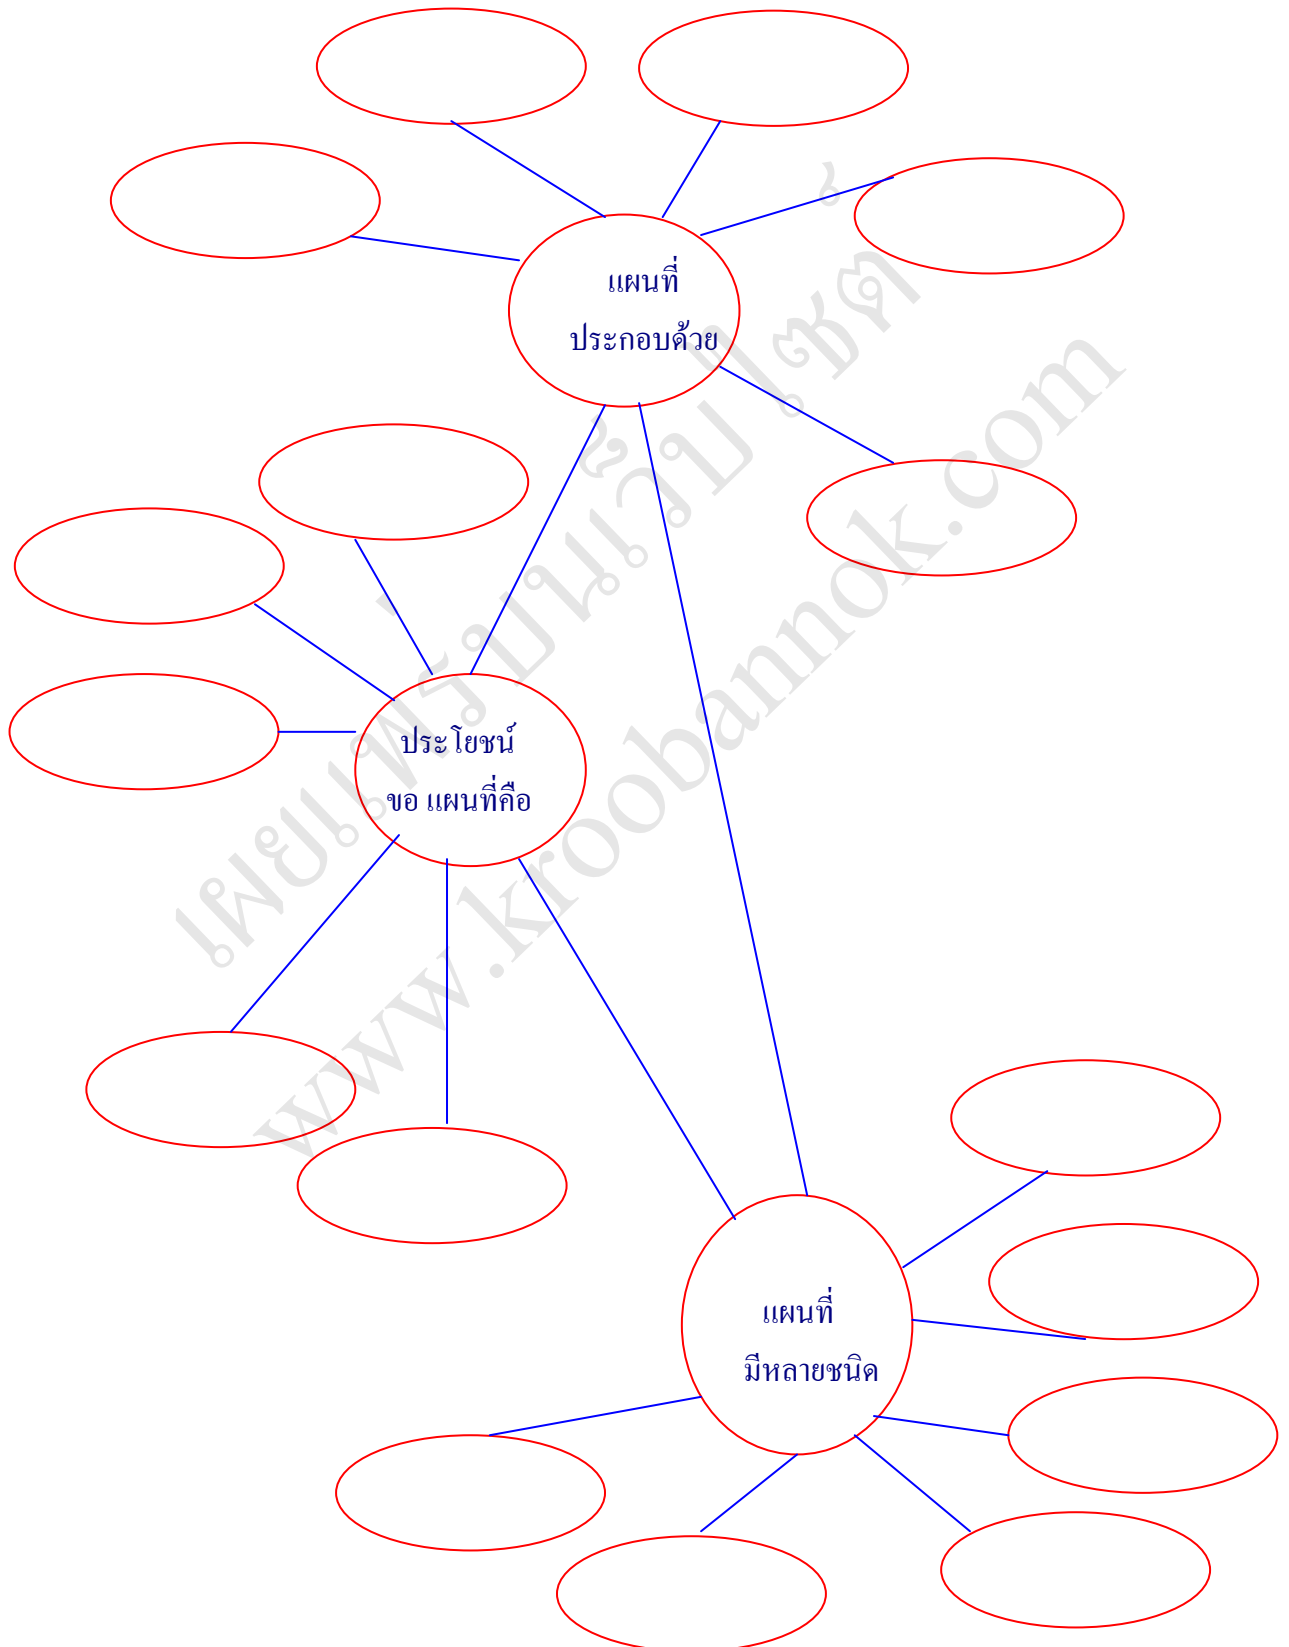 แผนที่
ประกอบด้วย
ประโยชน์
ขอ แผนที่คือ
แผนที่
มีหลายชนิด
เผยแพร่บนเว็บไซต์
www.kroobannok.com